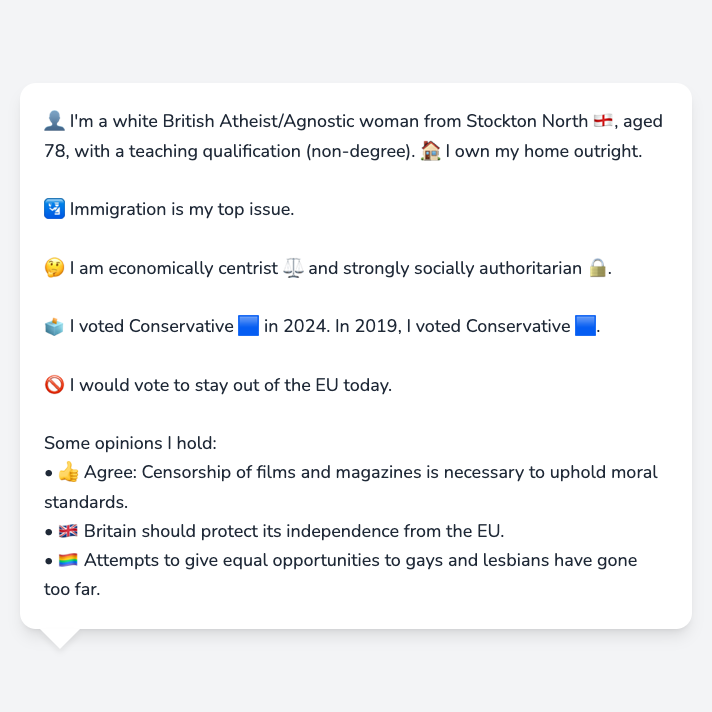 👤 I'm a white British Atheist/Agnostic woman from Stockton North 🏴󠁧󠁢󠁥󠁮󠁧󠁿, aged
78, with a teaching qualification (non-degree). 🏠 I own my home outright.
🛂 Immigration is my top issue.
🤔 I am economically centrist ⚖️ and strongly socially authoritarian 🔒.
🗳️ I voted Conservative 🟦 in 2024. In 2019, I voted Conservative 🟦.
🚫 I would vote to stay out of the EU today.
Some opinions I hold:
• 👍 Agree: Censorship of films and magazines is necessary to uphold moral
standards.
• 🇬🇧 Britain should protect its independence from the EU.
• 🏳️‍🌈 Attempts to give equal opportunities to gays and lesbians have gone
too far.